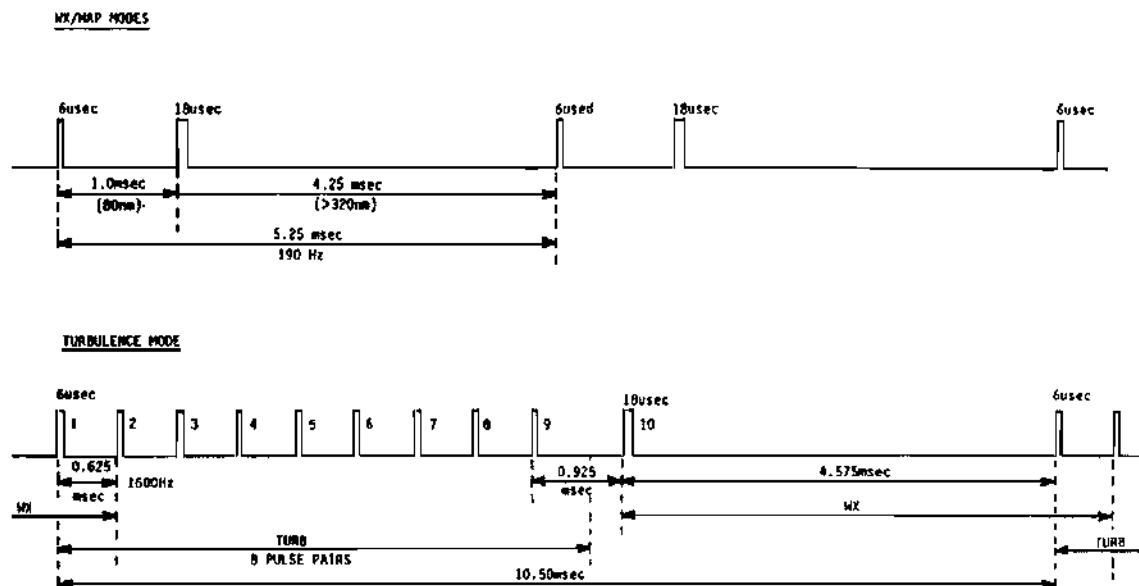 WX/MAP MODES
6usec 18usec 6used 18usec 6usec
1.0msec 4.25 msec
(80nm) (>320nm)
5.25 msec
190 Hz
TURBULENCE MODE
6usec 18usec 6usec
1 2 3 4 5 6 7 8 9 10
0.625 0.925 4.575msec
msec 1600Hz msec
WX WX
TURB TURB
8 PULSE PAIRS
10.50msec